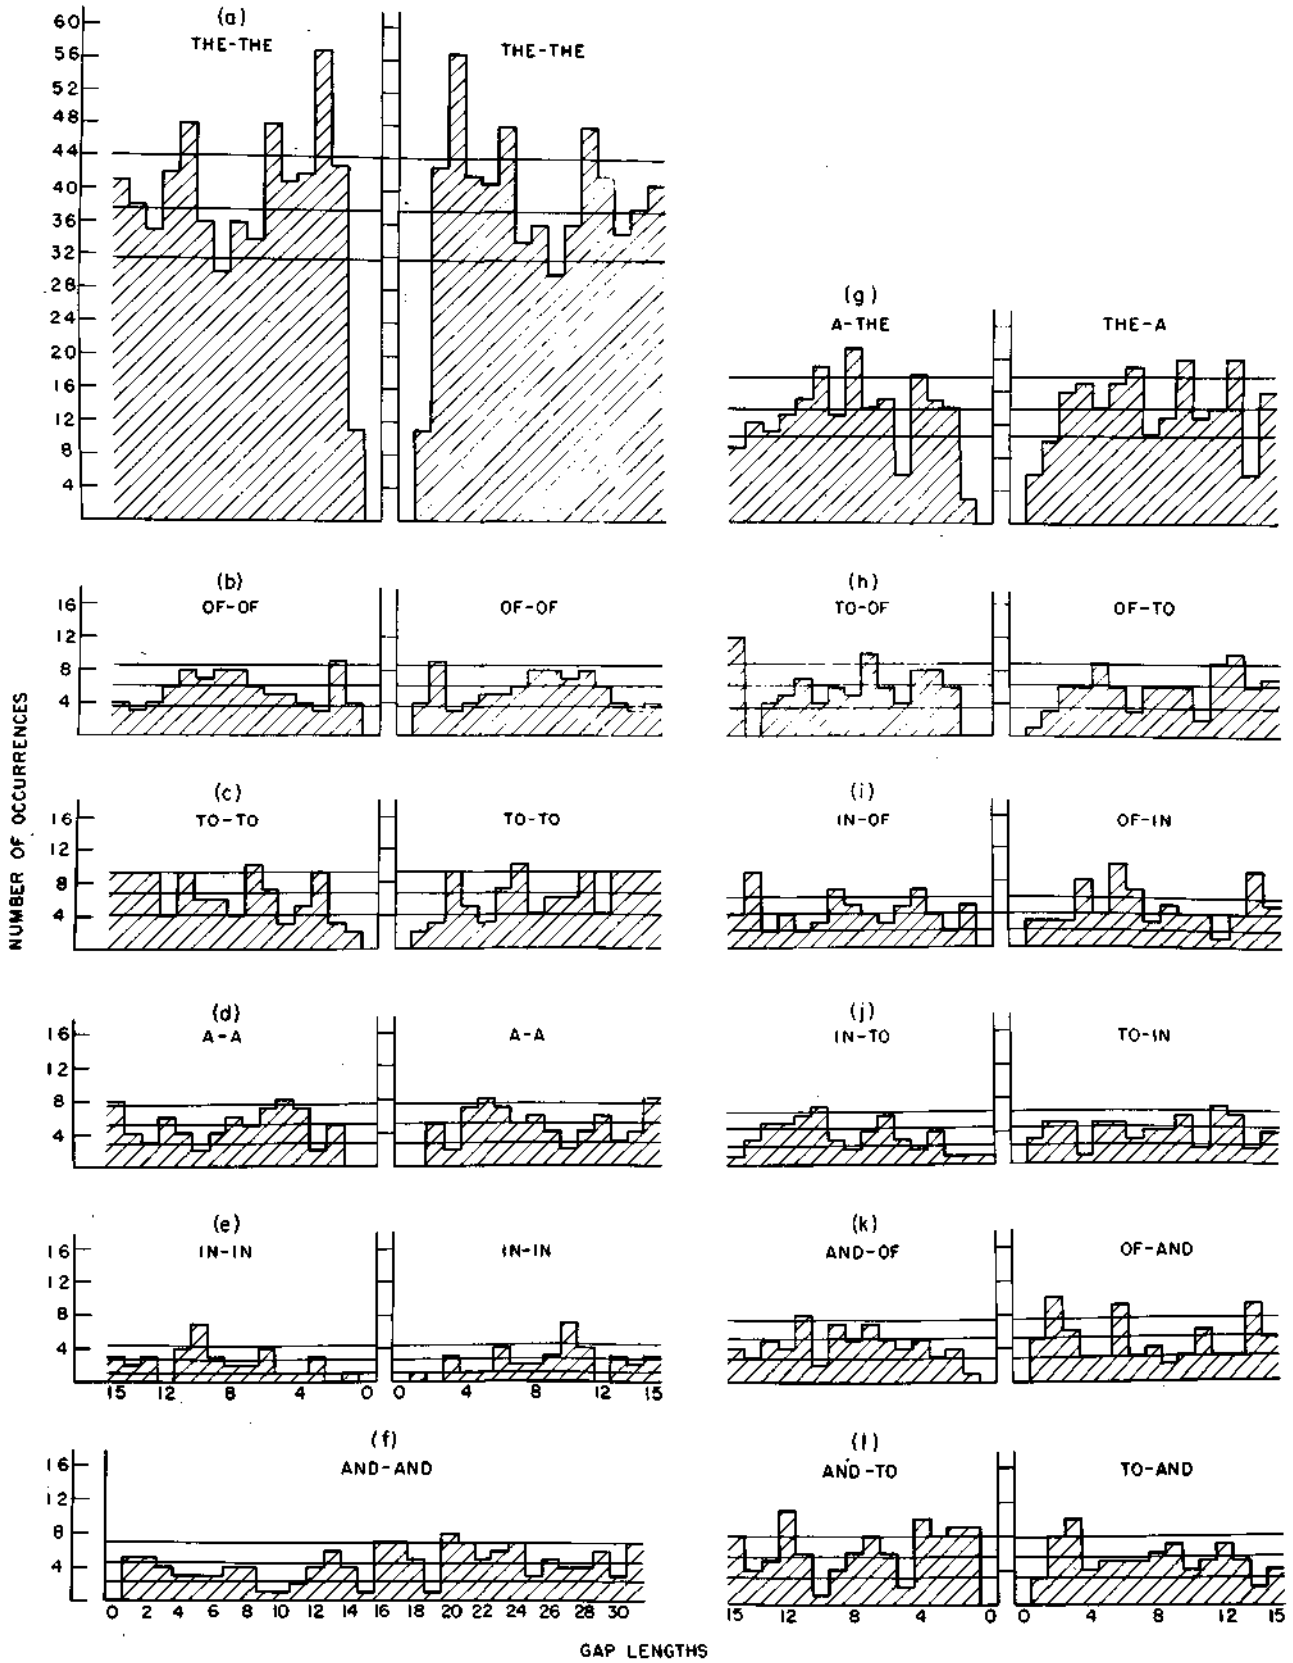 (a)
THE-THE
THE-THE
60
56
52
48
44
40
36
32
28
24
20
16
12
8
4
(g)
A-THE
THE-A
(b)
OF-OF
OF-OF
16
12
8
4
(h)
TO-OF
OF-TO
NUMBER OF OCCURRENCES
(c)
TO-TO
TO-TO
16
12
8
4
(i)
IN-OF
OF-IN
(d)
A-A
A-A
16
12
8
4
(j)
IN-TO
TO-IN
(e)
IN-IN
IN-IN
16
12
8
4
15 12 8 4 0 0 4 8 12 15
(k)
AND-OF
OF-AND
(f)
AND-AND
16
12
8
4
0 2 4 6 8 10 12 14 16 18 20 22 24 26 28 30
(l)
AND-TO
TO-AND
15 12 8 4 0 0 4 8 12 15
GAP LENGTHS